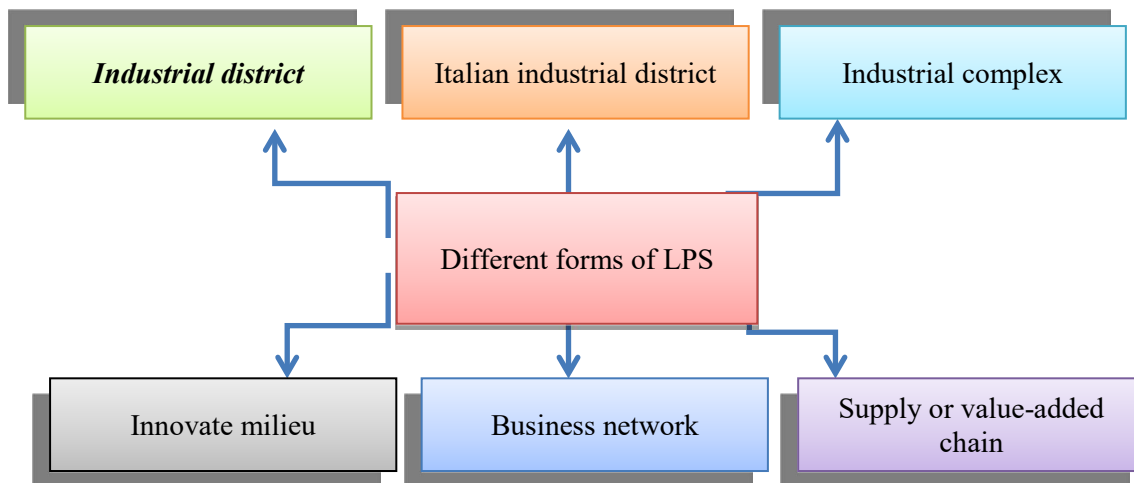 Industrial district
Italian industrial district
Industrial complex
Different forms of LPS
Innovate milieu
Business network
Supply or value-added
chain